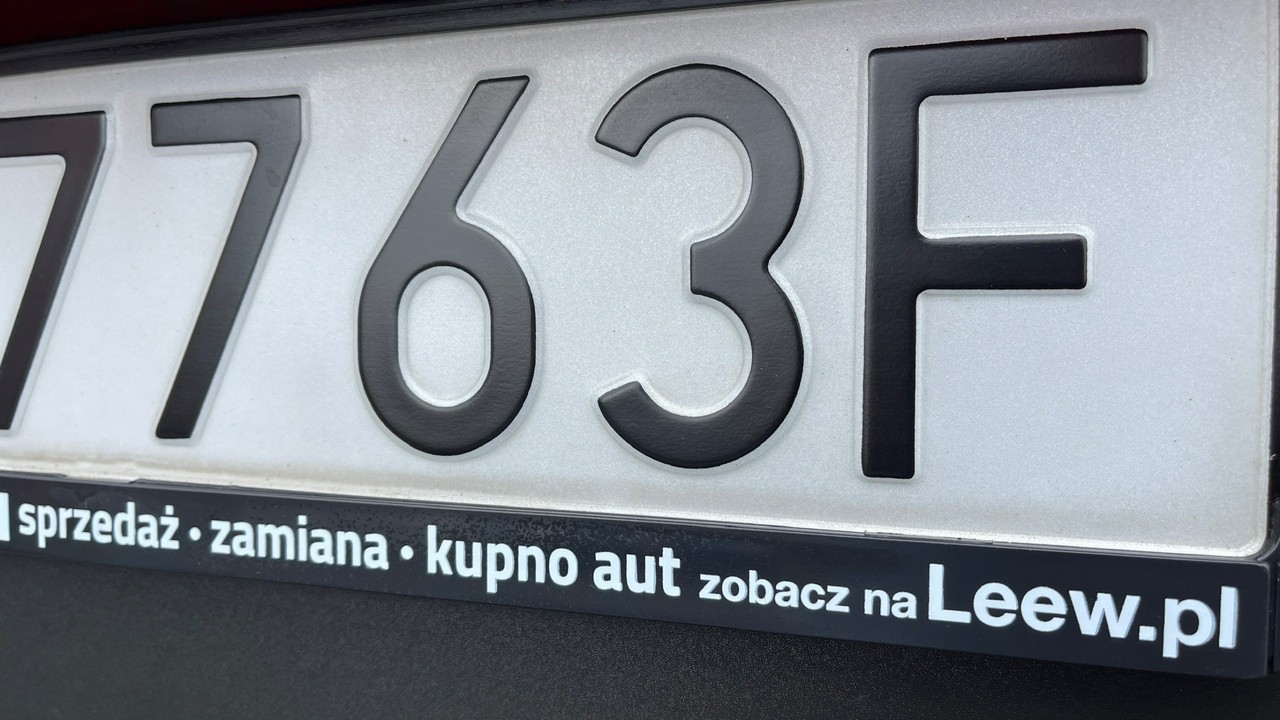 7763F
sprzedaż • zamiana • kupno aut zobacz na Leew.pl